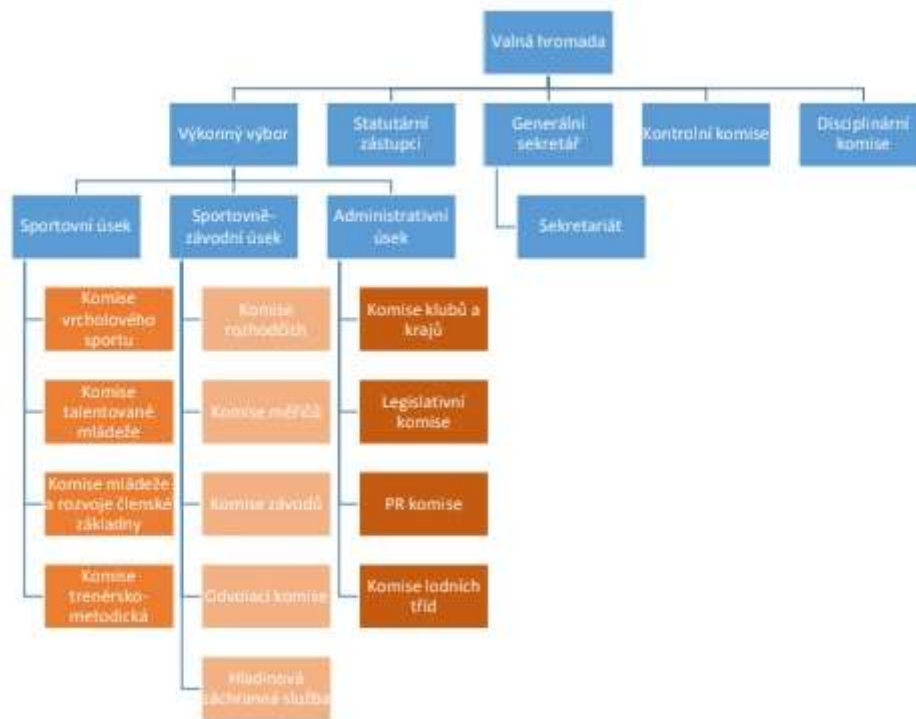 Valná hromada
Výkonný výbor
Statutární
zástupci
Generální
sekretář
Kontrolní komise
Disciplinární
komise
Sportovní úsek
Sportovně-
závodní úsek
Administrativní
úsek
Sekretariát
Komise
vrcholového
sportu
Komise
rozhodčích
Komise klubů a
krajů
Komise
talentované
mládeže
Komise měřičů
Legislativní
komise
Komise mládeže
a rozvoje členské
základny
Komise závodů
PR komise
Komise
trenérsko-
metodická
Odvolací komise
Komise lodních
tříd
Hladinová
záchranná služba